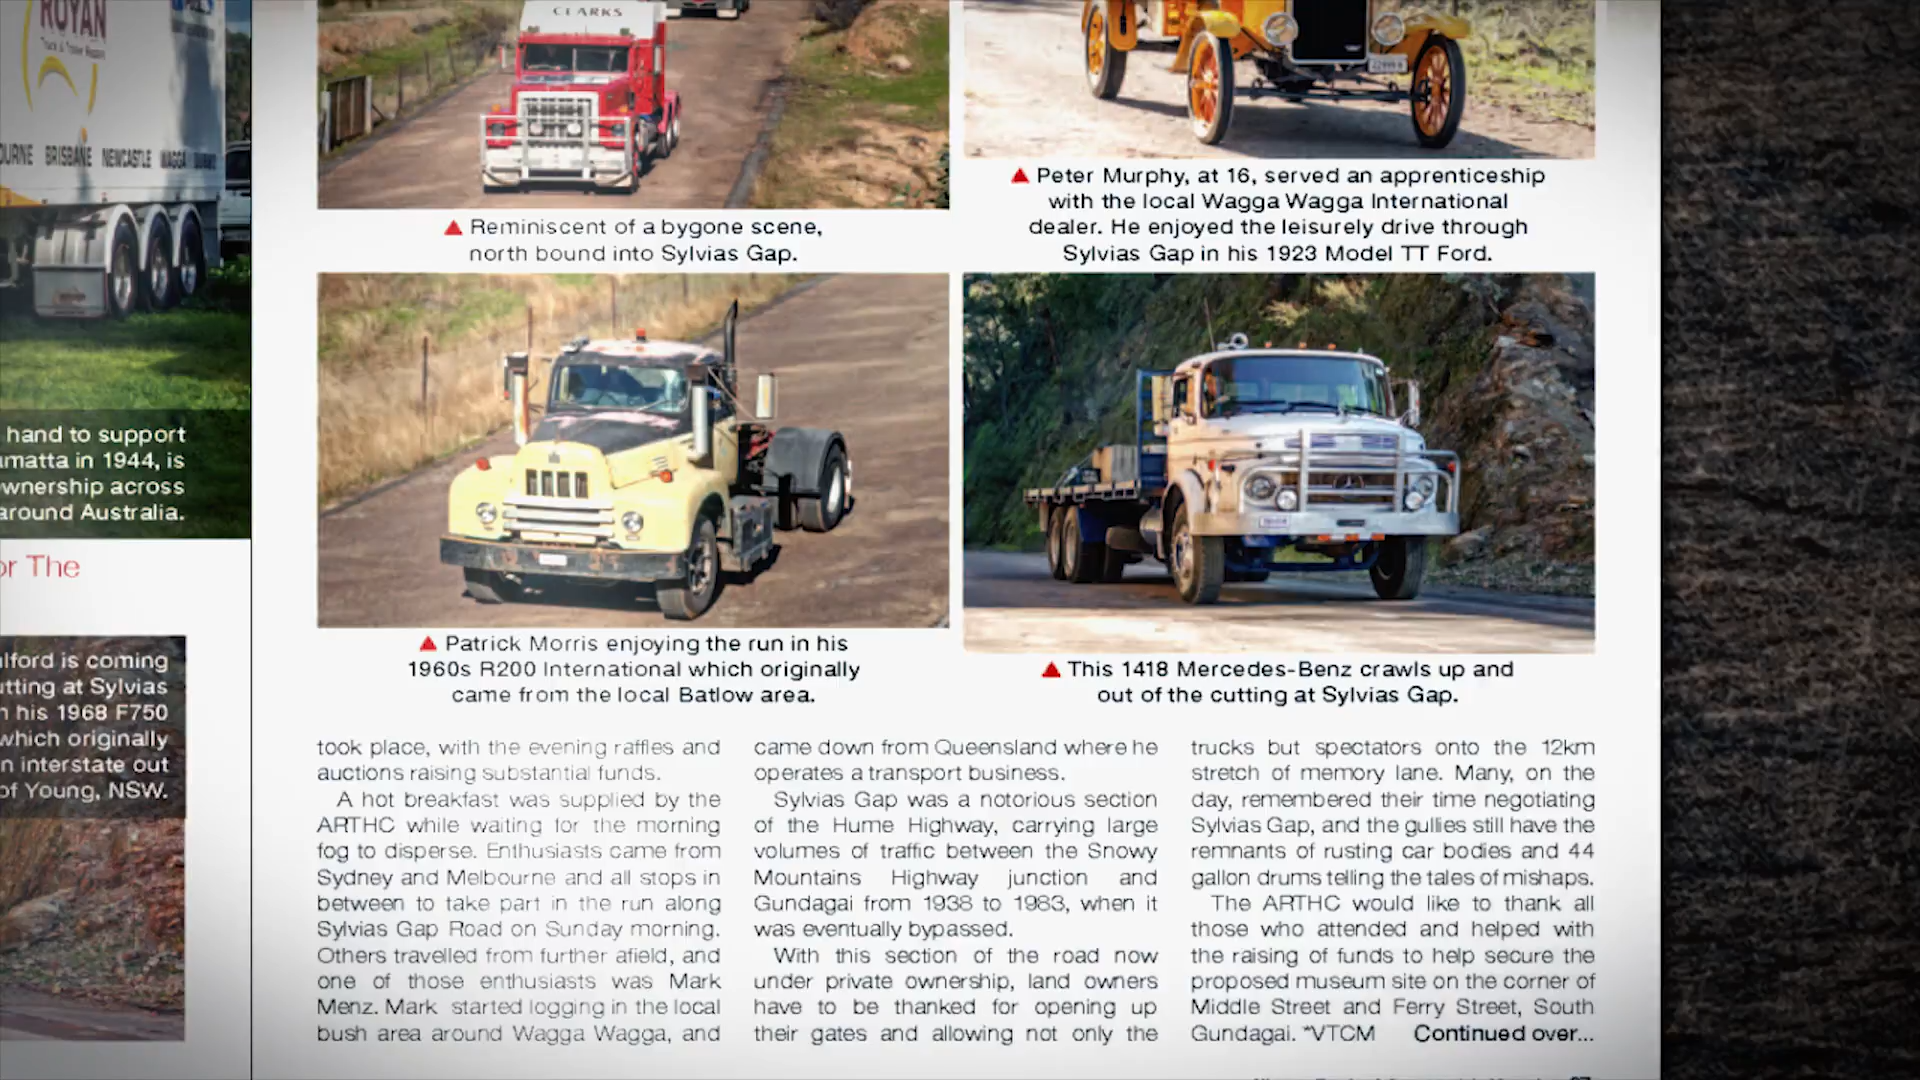 ROYAN
Truck & Trailer Repairs
BRISBANE NEWCASTLE WAGGA
hand to support
in 1944, is
across
around Australia.
The
is coming
at Sylvias
his 1968 F750
which originally
interstate out
of Young, NSW.
CLARKS
▲ Reminiscent of a bygone scene,
north bound into Sylvias Gap.
▲ Peter Murphy, at 16, served an apprenticeship
with the local Wagga Wagga International
dealer. He enjoyed the leisurely drive through
Sylvias Gap in his 1923 Model TT Ford.
▲ Patrick Morris enjoying the run in his
1960s R200 International which originally
came from the local Batlow area.
▲ This 1418 Mercedes-Benz crawls up and
out of the cutting at Sylvias Gap.
took place, with the evening raffles and
auctions raising substantial funds.
A hot breakfast was supplied by the
ARTHC while waiting for the morning
fog to disperse. Enthusiasts came from
Sydney and Melbourne and all stops in
between to take part in the run along
Sylvias Gap Road on Sunday morning.
Others travelled from further afield, and
one of those enthusiasts was Mark
Menz. Mark started logging in the local
bush area around Wagga Wagga, and
came down from Queensland where he
operates a transport business.
Sylvias Gap was a notorious section
of the Hume Highway, carrying large
volumes of traffic between the Snowy
Mountains Highway junction and
Gundagai from 1938 to 1983, when it
was eventually bypassed.
With this section of the road now
under private ownership, land owners
have to be thanked for opening up
their gates and allowing not only the
trucks but spectators onto the 12km
stretch of memory lane. Many, on the
day, remembered their time negotiating
Sylvias Gap, and the gullies still have the
remnants of rusting car bodies and 44
gallon drums telling the tales of mishaps.
The ARTHC would like to thank all
those who attended and helped with
the raising of funds to help secure the
proposed museum site on the corner of
Middle Street and Ferry Street, South
Gundagai. *VTCM Continued over...